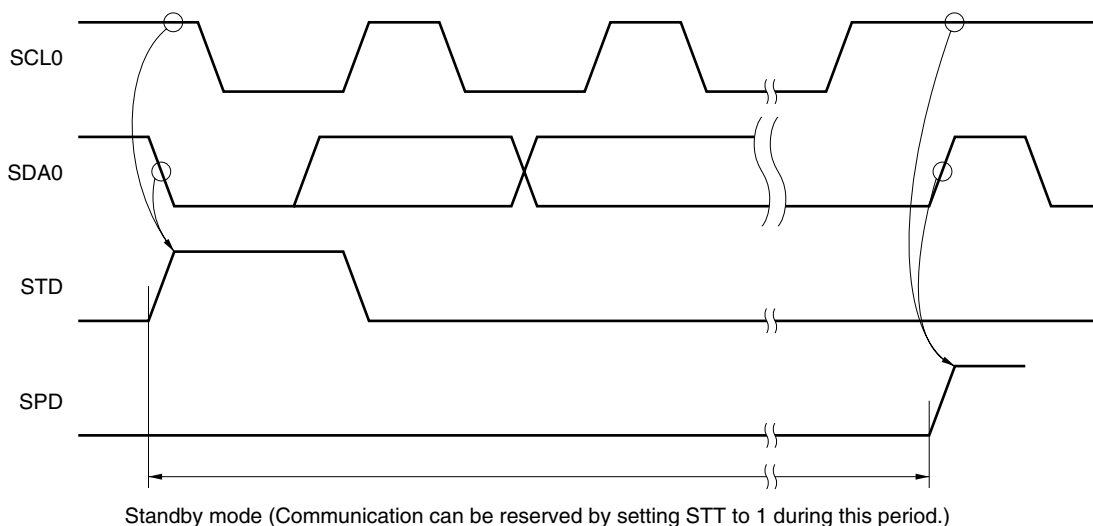 SCL0
SDA0
STD
SPD
Standby mode (Communication can be reserved by setting STT to 1 during this period.)